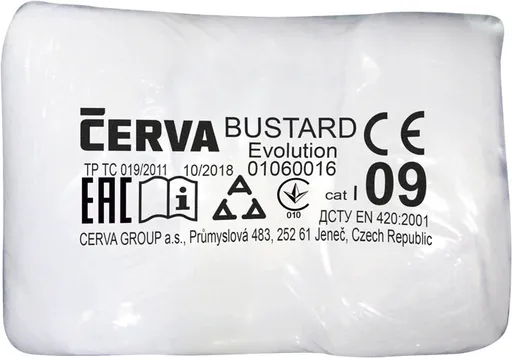 ČERVA BUSTARD CE
Evolution
TP TC 019/2011 10/2018 01060016
cat I 09
EAC i 010
ДСТУ EN 420:2001
CERVA GROUP a.s., Průmyslová 483, 252 61 Jeneč, Czech Republic